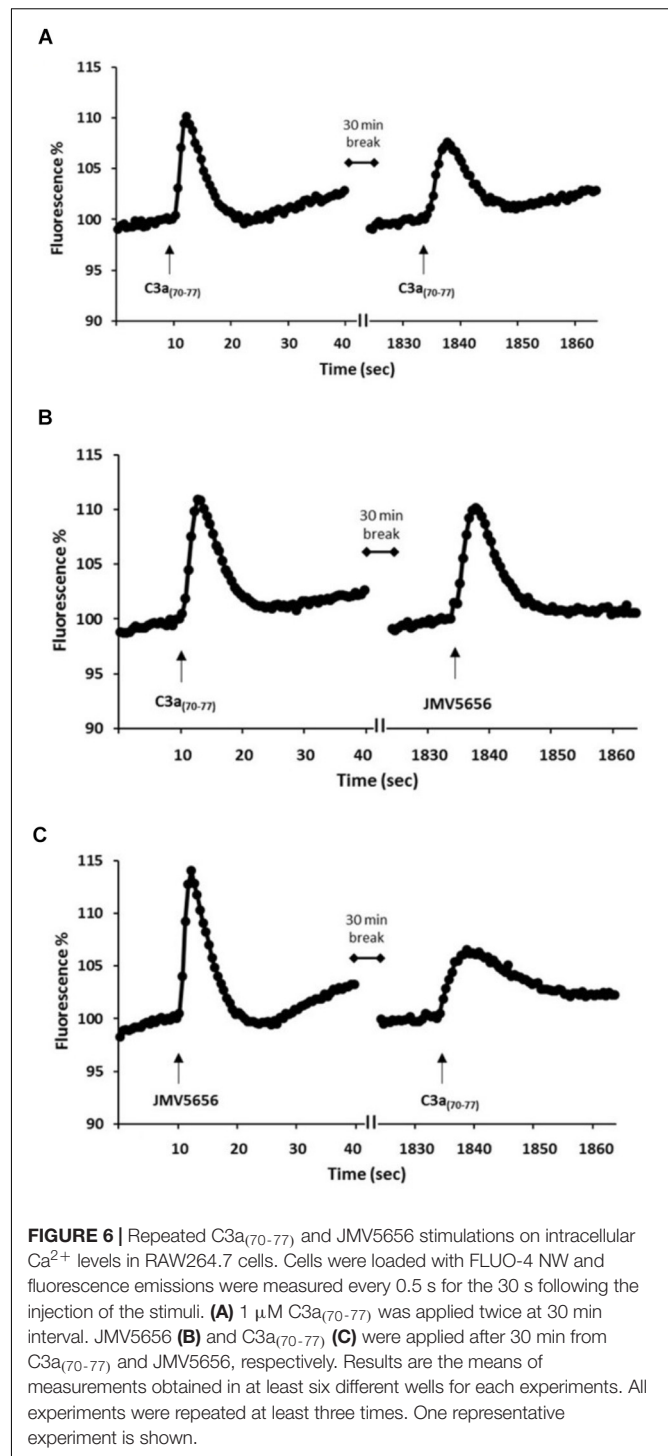 A
115
110
105
100
95
90
Fluorescence %
30 min
break
C3a(70-77)
C3a(70-77)
10 20 30 40 1830 1840 1850 1860
Time (sec)
B
115
110
105
100
95
90
Fluorescence %
30 min
break
C3a(70-77)
JMV5656
10 20 30 40 1830 1840 1850 1860
Time (sec)
C
115
110
105
100
95
90
Fluorescence %
30 min
break
JMV5656
C3a(70-77)
10 20 30 40 1830 1840 1850 1860
Time (sec)
FIGURE 6 | Repeated C3a(70-77) and JMV5656 stimulations on intracellular
Ca2+ levels in RAW264.7 cells. Cells were loaded with FLUO-4 NW and
fluorescence emissions were measured every 0.5 s for the 30 s following the
injection of the stimuli. (A) 1 μM C3a(70-77) was applied twice at 30 min
interval. JMV5656 (B) and C3a(70-77) (C) were applied after 30 min from
C3a(70-77) and JMV5656, respectively. Results are the means of
measurements obtained in at least six different wells for each experiments. All
experiments were repeated at least three times. One representative
experiment is shown.